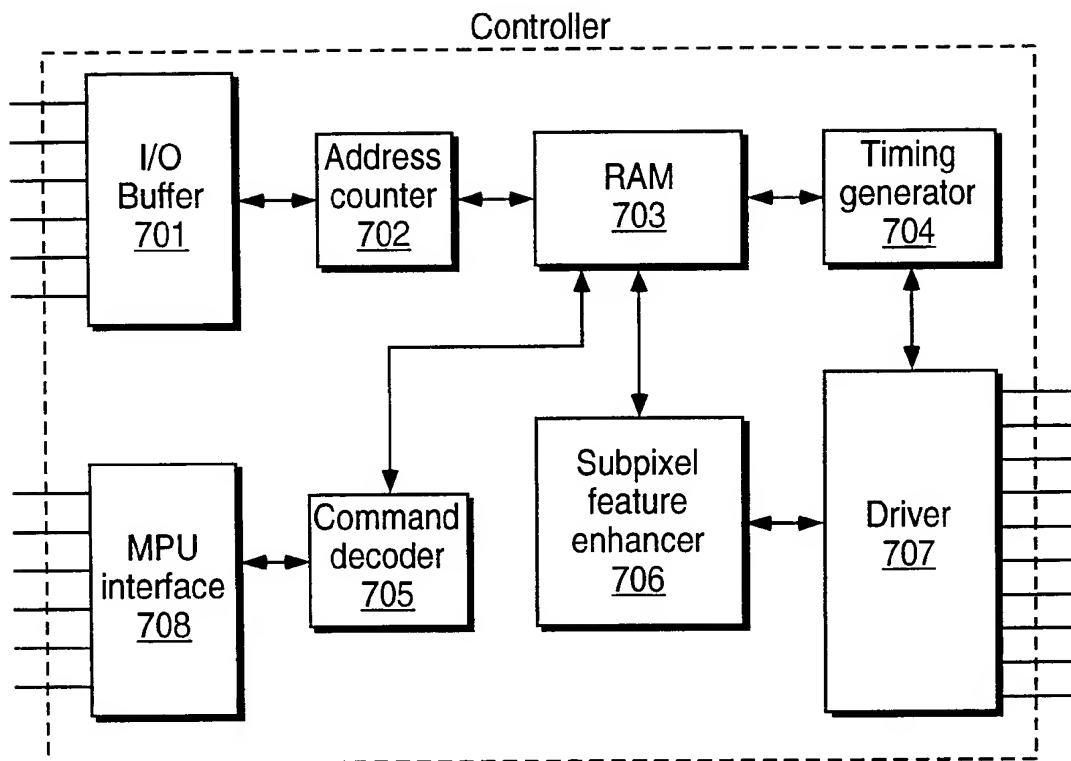 Controller
I/O
Buffer
701
Address
counter
702
RAM
703
Timing
generator
704
MPU
interface
708
Command
decoder
705
Subpixel
feature
enhancer
706
Driver
707